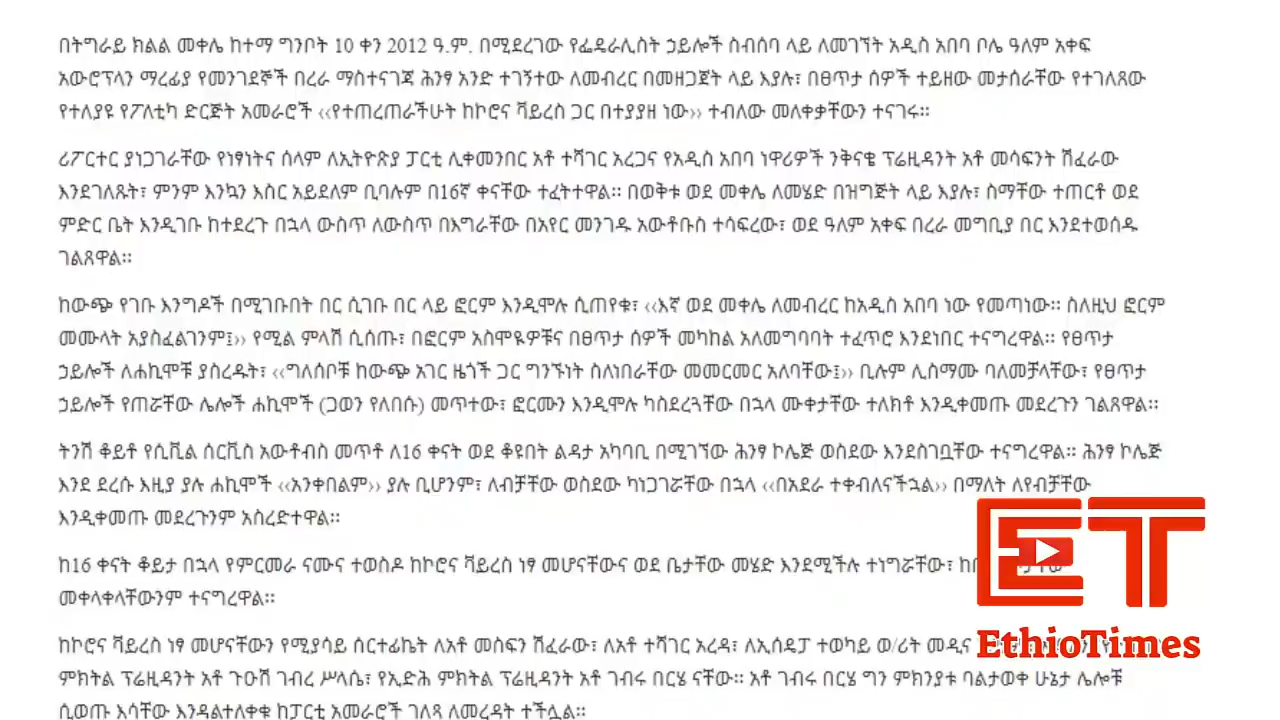 በትግራይ ክልል መቀሌ ከተማ ግንቦት 10 ቀን 2012 ዓ.ም. በሚደረገው የፌዴራሊስት ኃይሎች ስብሰባ ላይ ለመገኘት አዲስ አበባ ቦሌ ዓለም አቀፍ
አውሮፕላን ማረፊያ የመንገደኞች በረራ ማስተናገጃ ሕንፃ አንድ ተገኝተው ለመብረር በመዘጋጀት ላይ እያሉ፣ በፀጥታ ሰዎች ተይዘው መታሰራቸው የተገለጸው
የተለያዩ የፖለቲካ ድርጅት አመራሮች ‹‹የተጠረጠራችሁት ከኮሮና ቫይረስ ጋር በተያያዘ ነው›› ተብለው መለቀቃቸውን ተናገሩ፡፡
ሪፖርተር ያነጋገራቸው የነፃነትና ሰላም ለኢትዮጵያ ፓርቲ ሊቀመንበር አቶ ተሻገር አረጋና የአዲስ አበባ ነዋሪዎች ንቅናቄ ፕሬዚዳንት አቶ መሳፍንት ሽፈራው
እንደገለጹት፣ ምንም እንኳን እስር አይደለም ቢባሉም በ16ኛ ቀናቸው ተፈትተዋል፡፡ በወቅቱ ወደ መቀሌ ለመሄድ በዝግጅት ላይ እያሉ፣ ስማቸው ተጠርቶ ወደ
ምድር ቤት እንዲገቡ ከተደረጉ በኋላ ውስጥ ለውስጥ በእግራቸው በአየር መንገዱ አውቶቡስ ተሳፍረው፣ ወደ ዓለም አቀፍ በረራ መግቢያ በር እንደተወሰዱ
ገልጸዋል፡፡
ከውጭ የገቡ እንግዶች በሚገቡበት በር ሲገቡ በር ላይ ፎርም እንዲሞሉ ሲጠየቁ፣ ‹‹እኛ ወደ መቀሌ ለመብረር ከአዲስ አበባ ነው የመጣነው፡፡ ስለዚህ ፎርም
መሙላት አያስፈልገንም፤›› የሚል ምላሽ ሲሰጡ፣ በፎርም አስሞዪዎቹና በፀጥታ ሰዎች መካከል አለመግባባት ተፈጥሮ እንደነበር ተናግረዋል፡፡ የፀጥታ
ኃይሎች ለሐኪሞቹ ያስረዱት፣ ‹‹ግለሰቦቹ ከውጭ አገር ዜጎች ጋር ግንኙነት ስለነበራቸው መመርመር አለባቸው፤›› ቢሉም ሊስማሙ ባለመቻላቸው፣ የፀጥታ
ኃይሎች የጠሯቸው ሌሎች ሐኪሞች (ጋወን የለበሱ) መጥተው፣ ፎርሙን እንዲሞሉ ካስደረጓቸው በኋላ ሙቀታቸው ተለክቶ እንዲቀመጡ መደረጉን ገልጸዋል፡፡
ትንሽ ቆይቶ የሲቪል ሰርቪስ አውቶብስ መጥቶ ለ16 ቀናት ወደ ቆዩበት ልዳታ አካባቢ በሚገኘው ሕንፃ ኮሌጅ ወስደው እንደስገቧቸው ተናግረዋል፡፡ ሕንፃ ኮሌጅ
እንደ ደረሱ እዚያ ያሉ ሐኪሞች ‹‹አንቀበልም›› ያሉ ቢሆንም፣ ለብቻቸው ወስደው ካነጋገሯቸው በኋላ ‹‹በአደራ ተቀብለናችኋል›› በማለት ለየብቻቸው
እንዲቀመጡ መደረጉንም አስረድተዋል፡፡
ከ16 ቀናት ቆይታ በኋላ የምርመራ ናሙና ተወስዶ ከኮሮና ቫይረስ ነፃ መሆናቸውና ወደ ቤታቸው መሄድ እንደሚችሉ ተነግሯቸው፣
መቀላቀላቸውንም ተናግረዋል፡፡
ከኮሮና ቫይረስ ነፃ መሆናቸውን የሚያሳይ ሰርተፊኬት ለአቶ መስፍን ሽፈራው፣ ለአቶ ተሻገር አረዳ፣ ለኢሰዴፓ ተወካይ ወ/ሪት መዲና
ምክትል ፕሬዚዳንት አቶ ጉዑሽ ገብረ ሥላሴ፣ የኢድሕ ምክትል ፕሬዚዳንት አቶ ገብሩ በርሄ ናቸው፡፡ አቶ ገብሩ በርሄ ግን ምክንያቱ ባልታወቀ ሁኔታ ሌሎቹ
ሲወጡ እሳቸው እንዳልተለቀቁ ከፓርቲ አመራሮች ገለጻ ለመረዳት ተችሏል፡፡
ET
EthioTimes